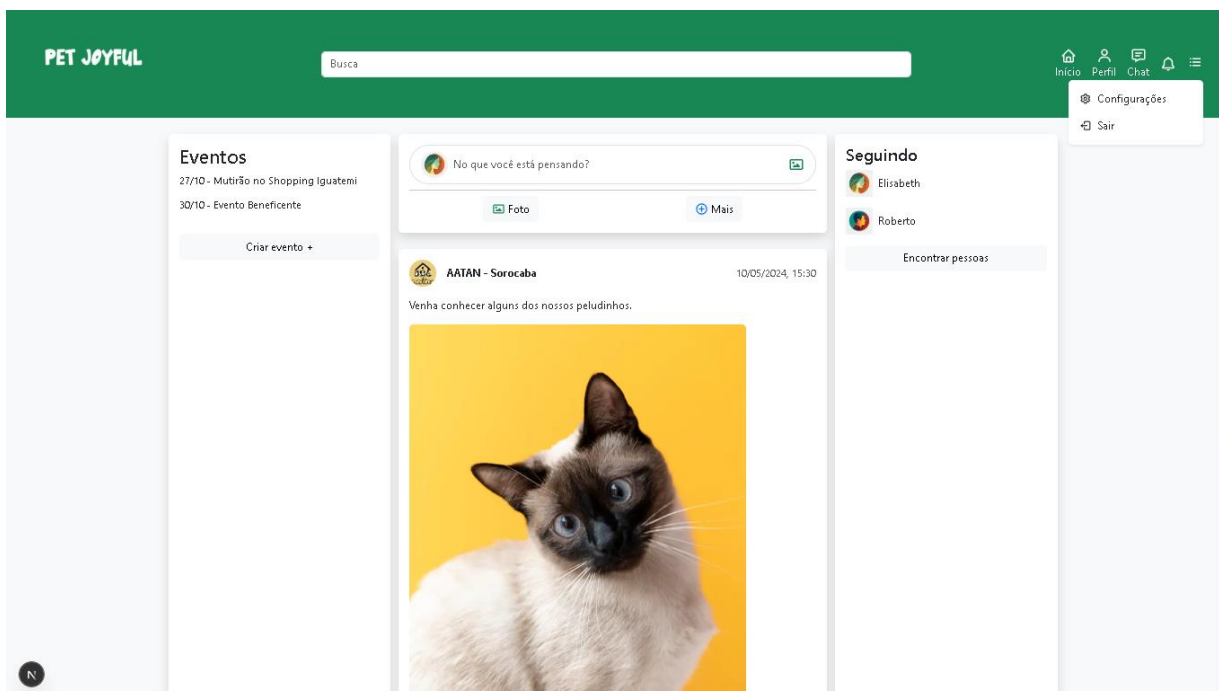 PET JOYFUL
Busca
Início Perfil Chat
Configurações
Sair
Eventos
27/10 - Mutirão no Shopping Iguatemi
30/10 - Evento Beneficente
Criar evento +
No que você está pensando?
Foto
Mais
AATAN - Sorocaba
10/05/2024, 15:30
Venha conhecer alguns dos nossos peludinhos.
Seguindo
Elisabeth
Roberto
Encontrar pessoas
N